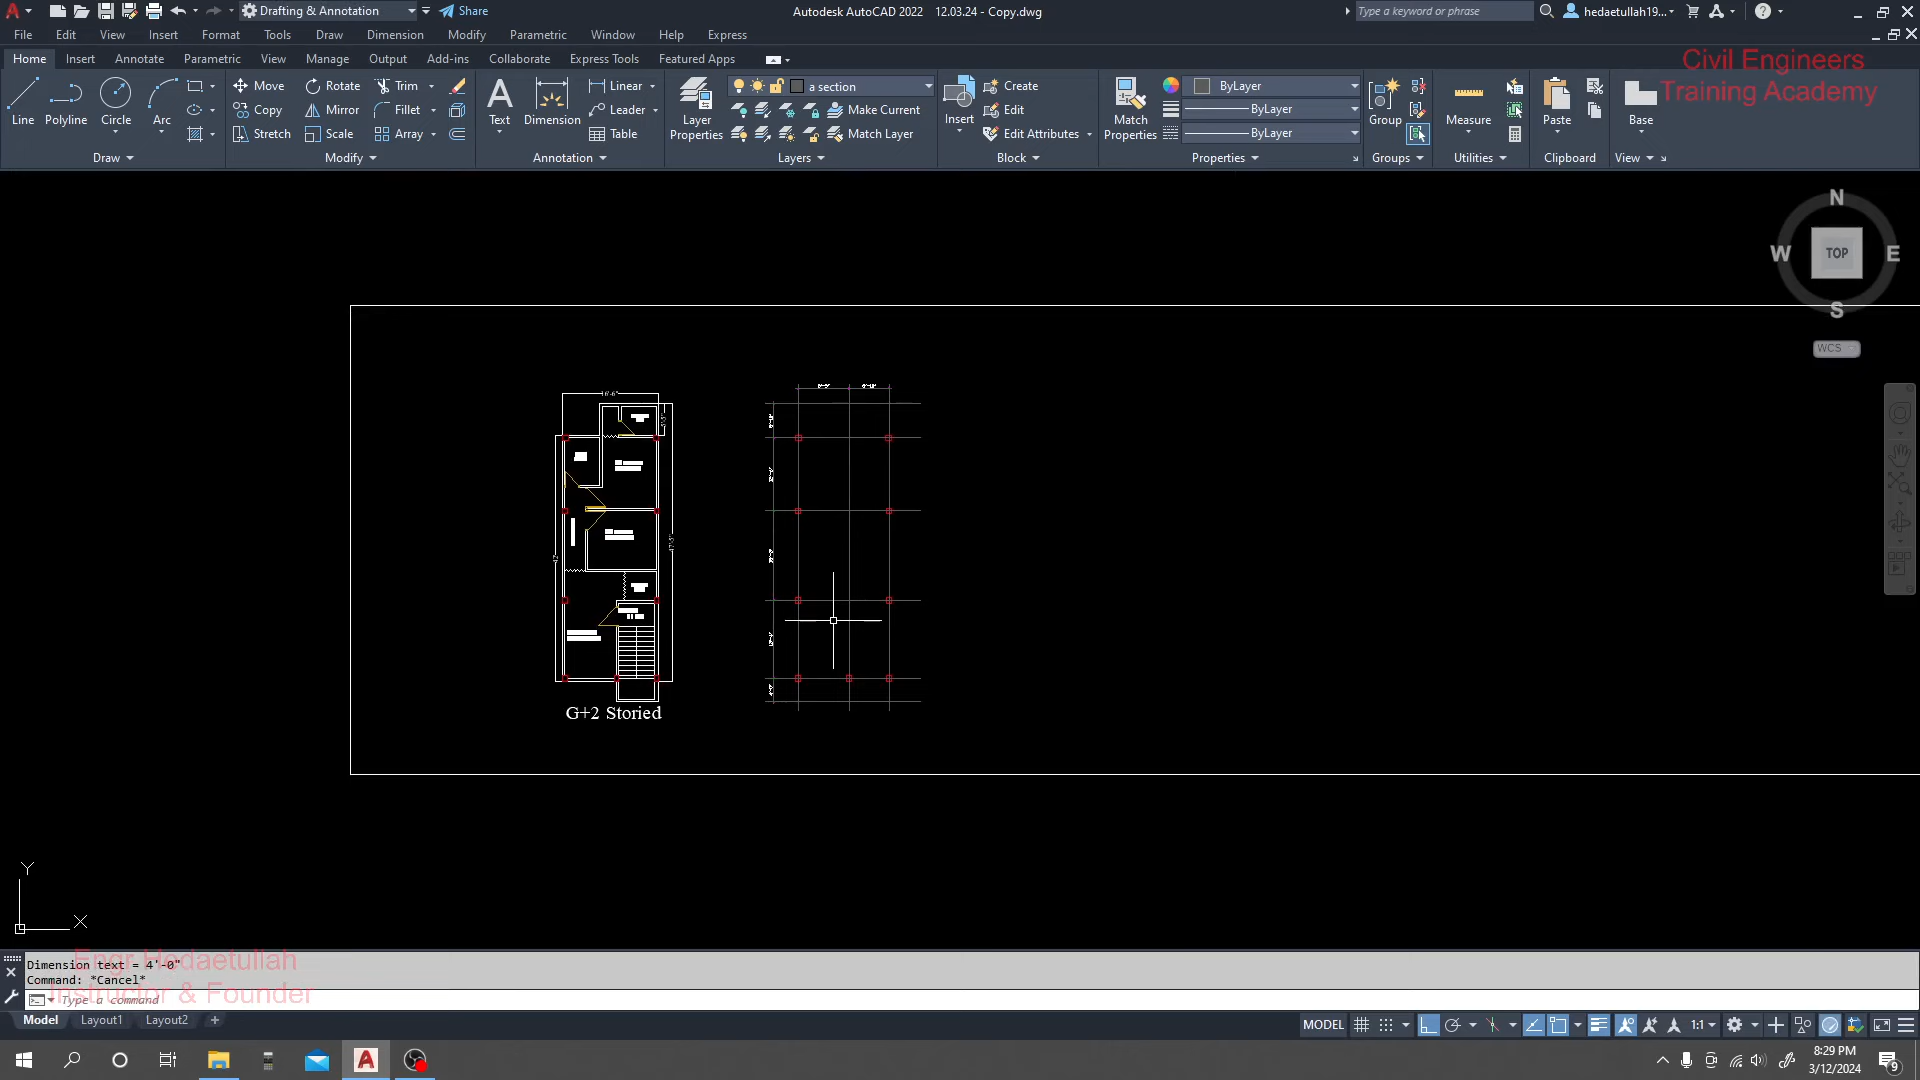 Drafting & Annotation
Share
Autodesk AutoCAD 2022 12.03.24 - Copy.dwg
Type a keyword or phrase
hedaetullah19...
File Edit View Insert Format Tools Draw Dimension Modify Parametric Window Help Express
Home Insert Annotate Parametric View Manage Output Add-ins Collaborate Express Tools Featured Apps
Civil Engineers
Training Academy
Line Polyline Circle Arc
Move Rotate Trim
Copy Mirror Fillet
Stretch Scale Array
Text Dimension
Linear
Leader
Table
Layer
Properties
a section
Make Current
Match Layer
Insert
Create
Edit
Edit Attributes
Match
Properties
ByLayer
ByLayer
ByLayer
Group
Measure
Paste
Base
Draw Modify Annotation Layers Block Properties Groups Utilities Clipboard View
N
W TOP E
S
WCS
G+2 Storied
Y
X
Dimension text = 4'-0"
Command: *Cancel*
Type a command
Engr Hedaetullah
Instructor & Founder
Model Layout1 Layout2
MODEL
1:1
8:29 PM
3/12/2024
9